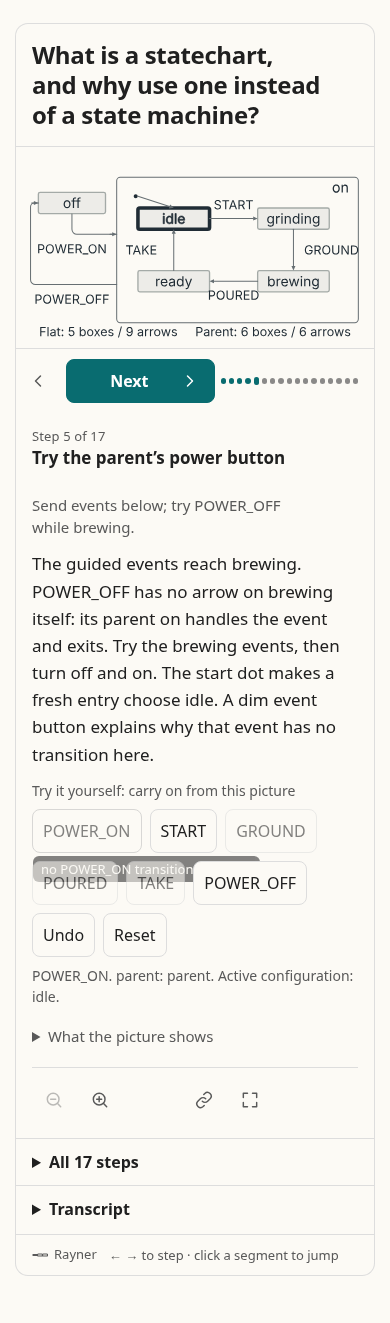 What is a statechart,
and why use one instead
of a state machine?
on
off
idle
START
grinding
POWER_ON
TAKE
GROUND
ready
POURED
brewing
POWER_OFF
Flat: 5 boxes / 9 arrows Parent: 6 boxes / 6 arrows
Next
Step 5 of 17
Try the parent’s power button
Send events below; try POWER_OFF
while brewing.
The guided events reach brewing.
POWER_OFF has no arrow on brewing
itself: its parent on handles the event
and exits. Try the brewing events, then
turn off and on. The start dot makes a
fresh entry choose idle. A dim event
button explains why that event has no
transition here.
Try it yourself: carry on from this picture
POWER_ON START GROUND
no POWER_ON transition
POURED TAKE POWER_OFF
Undo Reset
POWER_ON. parent: parent. Active configuration:
idle.
What the picture shows
All 17 steps
Transcript
Rayner ← → to step · click a segment to jump